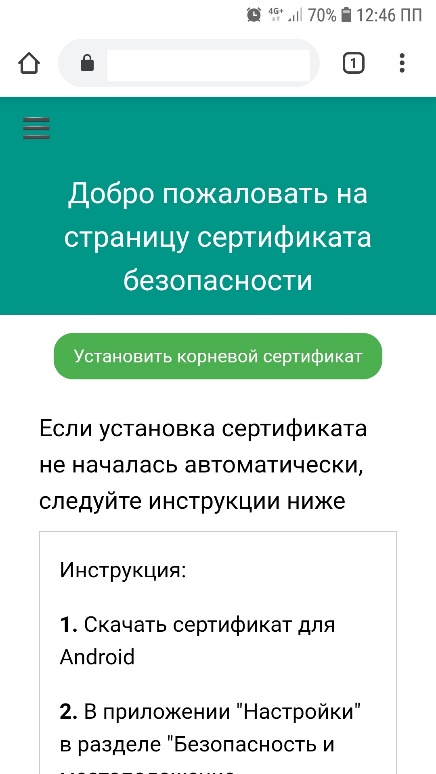 4G+ 70% 12:46 ПП
1
Добро пожаловать на
страницу сертификата
безопасности
Установить корневой сертификат
Если установка сертификата
не началась автоматически,
следуйте инструкции ниже
Инструкция:
1. Скачать сертификат для
Android
2. В приложении "Настройки"
в разделе "Безопасность и